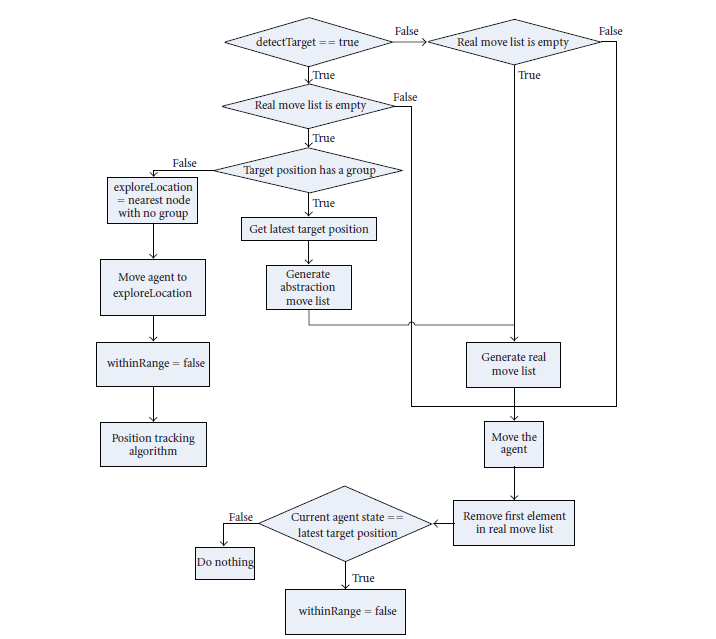 detectTarget == true
False
Real move list is empty
False
True
True
Real move list is empty
False
True
Target position has a group
False
True
exploreLocation
= nearest node
with no group
Get latest target position
Move agent to
exploreLocation
Generate
abstraction
move list
withinRange = false
Generate real
move list
Position tracking
algorithm
Move the
agent
Remove first element
in real move list
Current agent state ==
latest target position
False
Do nothing
True
withinRange = false